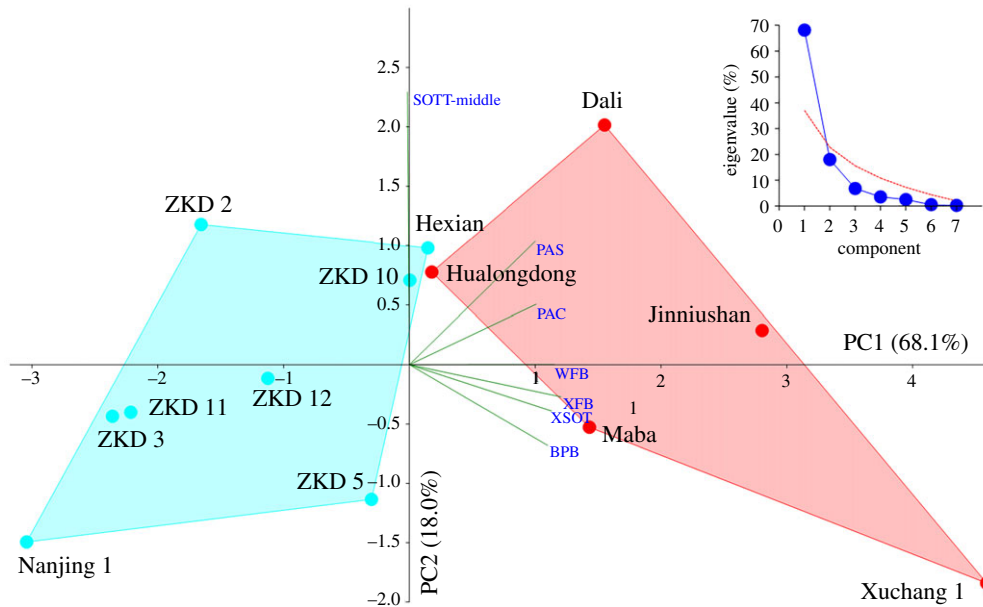 2.5
SOTT-middle
2.0
Dali
ZKD 2
Hexian
1.0
PAS
ZKD 10
Hualongdong
0.5
PAC
Jinniushan
PC1 (68.1%)
−3
−2
−1
1
2
3
4
WFB
ZKD 12
XFB
1
ZKD 11
XSOT
ZKD 3
−0.5
Maba
BPB
ZKD 5
−1.0
−1.5
Nanjing 1
PC2 (18.0%)
−2.0
Xuchang 1
eigenvalue (%)
70
60
50
40
30
20
10
0
0 1 2 3 4 5 6 7
component